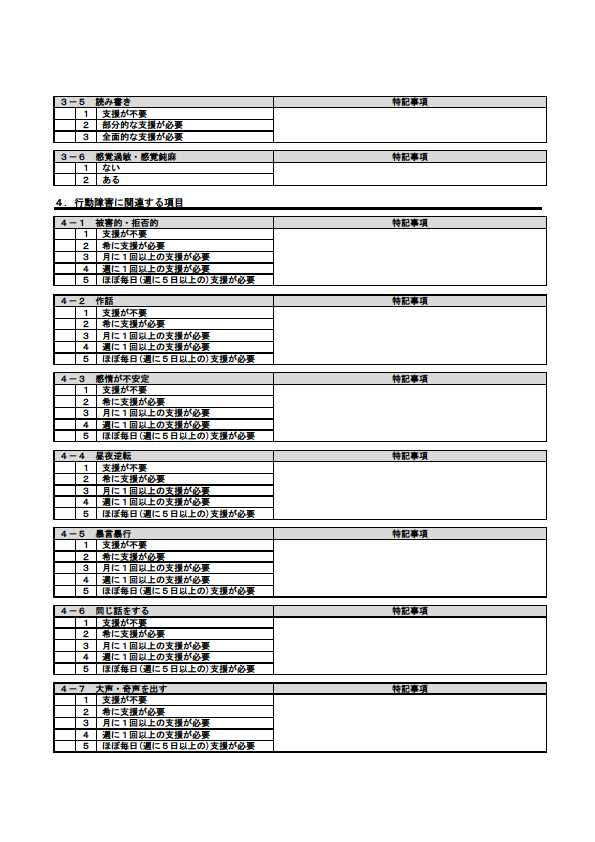 ３－５　読み書き　特記事項
１　支援が不要
２　部分的な支援が必要
３　全面的な支援が必要
３－６　感覚過敏・感覚鈍麻　特記事項
１　ない
２　ある
４．行動障害に関連する項目
４－１　被害的・拒否的　特記事項
１　支援が不要
２　希に支援が必要
３　月に１回以上の支援が必要
４　週に１回以上の支援が必要
５　ほぼ毎日(週に５日以上の)支援が必要
４－２　作話　特記事項
１　支援が不要
２　希に支援が必要
３　月に１回以上の支援が必要
４　週に１回以上の支援が必要
５　ほぼ毎日(週に５日以上の)支援が必要
４－３　感情が不安定　特記事項
１　支援が不要
２　希に支援が必要
３　月に１回以上の支援が必要
４　週に１回以上の支援が必要
５　ほぼ毎日(週に５日以上の)支援が必要
４－４　昼夜逆転　特記事項
１　支援が不要
２　希に支援が必要
３　月に１回以上の支援が必要
４　週に１回以上の支援が必要
５　ほぼ毎日(週に５日以上の)支援が必要
４－５　暴言暴行　特記事項
１　支援が不要
２　希に支援が必要
３　月に１回以上の支援が必要
４　週に１回以上の支援が必要
５　ほぼ毎日(週に５日以上の)支援が必要
４－６　同じ話をする　特記事項
１　支援が不要
２　希に支援が必要
３　月に１回以上の支援が必要
４　週に１回以上の支援が必要
５　ほぼ毎日(週に５日以上の)支援が必要
４－７　大声・奇声を出す　特記事項
１　支援が不要
２　希に支援が必要
３　月に１回以上の支援が必要
４　週に１回以上の支援が必要
５　ほぼ毎日(週に５日以上の)支援が必要